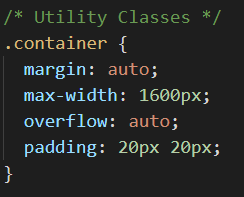 /* Utility Classes */
.container {
  margin: auto;
  max-width: 1600px;
  overflow: auto;
  padding: 20px 20px;
}